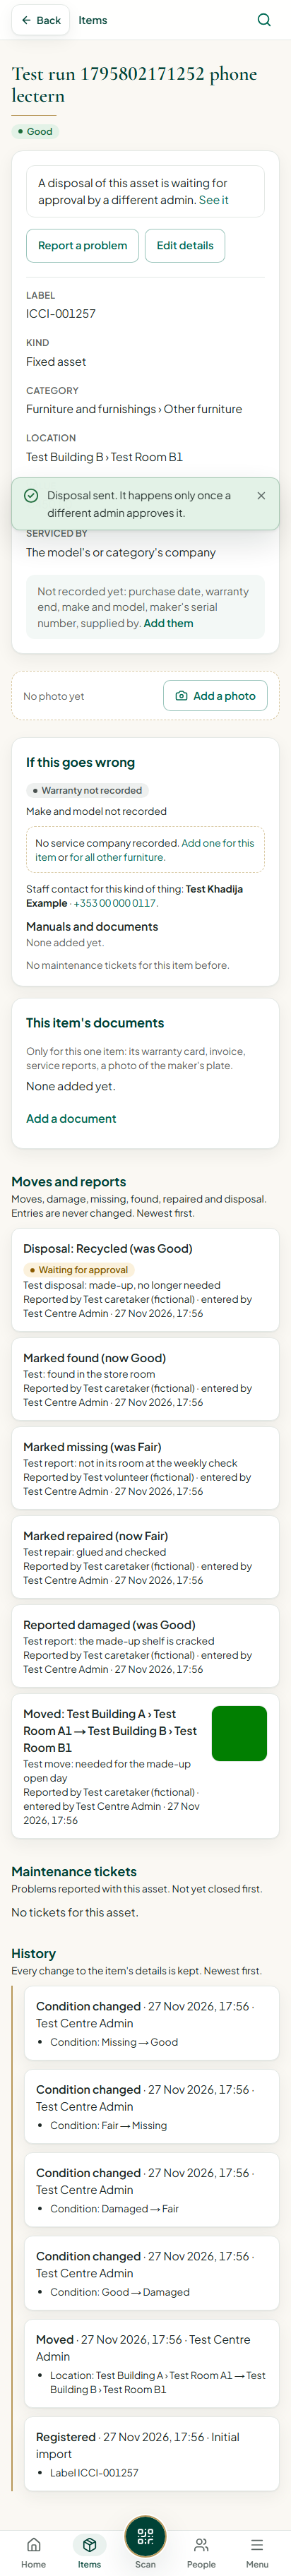 Back Items
Test run 1795802171252 phone
lectern
Good
A disposal of this asset is waiting for
approval by a different admin. See it
Report a problem
Edit details
LABEL
ICCI-001257
KIND
Fixed asset
CATEGORY
Furniture and furnishings › Other furniture
LOCATION
Test Building B › Test Room B1
Disposal sent. It happens only once a
different admin approves it.
SERVICED BY
The model's or category's company
Not recorded yet: purchase date, warranty
end, make and model, maker's serial
number, supplied by. Add them
No photo yet
Add a photo
If this goes wrong
Warranty not recorded
Make and model not recorded
No service company recorded. Add one for this
item or for all other furniture.
Staff contact for this kind of thing: Test Khadija
Example · +353 00 000 0117.
Manuals and documents
None added yet.
No maintenance tickets for this item before.
This item's documents
Only for this one item: its warranty card, invoice,
service reports, a photo of the maker's plate.
None added yet.
Add a document
Moves and reports
Moves, damage, missing, found, repaired and disposal.
Entries are never changed. Newest first.
Disposal: Recycled (was Good)
Waiting for approval
Test disposal: made-up, no longer needed
Reported by Test caretaker (fictional) · entered by
Test Centre Admin · 27 Nov 2026, 17:56
Marked found (now Good)
Test: found in the store room
Reported by Test caretaker (fictional) · entered by
Test Centre Admin · 27 Nov 2026, 17:56
Marked missing (was Fair)
Test report: not in its room at the weekly check
Reported by Test volunteer (fictional) · entered by
Test Centre Admin · 27 Nov 2026, 17:56
Marked repaired (now Fair)
Test repair: glued and checked
Reported by Test caretaker (fictional) · entered by
Test Centre Admin · 27 Nov 2026, 17:56
Reported damaged (was Good)
Test report: the made-up shelf is cracked
Reported by Test caretaker (fictional) · entered by
Test Centre Admin · 27 Nov 2026, 17:56
Moved: Test Building A › Test
Room A1 → Test Building B › Test
Room B1
Test move: needed for the made-up
open day
Reported by Test caretaker (fictional) ·
entered by Test Centre Admin · 27 Nov
2026, 17:56
Maintenance tickets
Problems reported with this asset. Not yet closed first.
No tickets for this asset.
History
Every change to the item's details is kept. Newest first.
Condition changed · 27 Nov 2026, 17:56 ·
Test Centre Admin
• Condition: Missing → Good
Condition changed · 27 Nov 2026, 17:56 ·
Test Centre Admin
• Condition: Fair → Missing
Condition changed · 27 Nov 2026, 17:56 ·
Test Centre Admin
• Condition: Damaged → Fair
Condition changed · 27 Nov 2026, 17:56 ·
Test Centre Admin
• Condition: Good → Damaged
Moved · 27 Nov 2026, 17:56 · Test Centre
Admin
• Location: Test Building A › Test Room A1 → Test
Building B › Test Room B1
Registered · 27 Nov 2026, 17:56 · Initial
import
• Label ICCI-001257
Home Items Scan People Menu